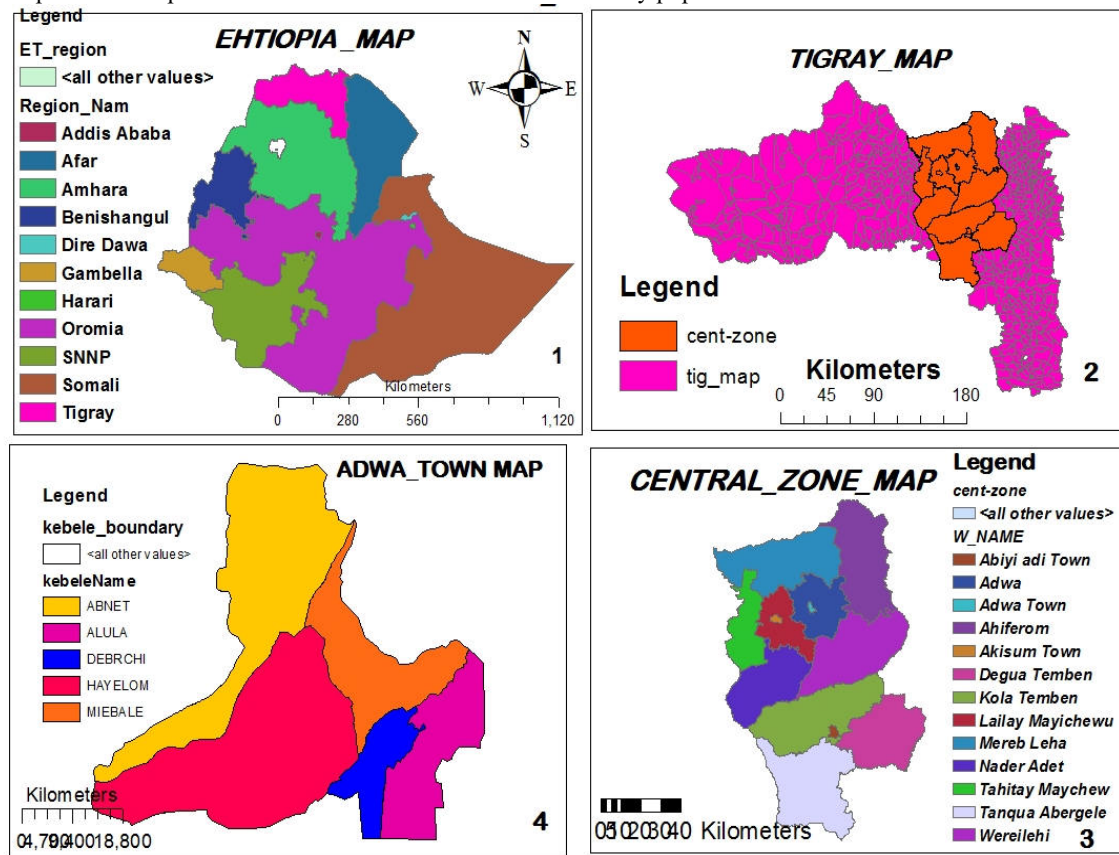 Legend
EHTIOPIA_MAP
ET_region
<all other values>
Region_Nam
Addis Ababa
Afar
Amhara
Benishangul
Dire Dawa
Gambella
Harari
Oromia
SNNP
Somali
Tigray
N
W
E
S
Kilometers
0 280 560 1,120
1
TIGRAY_MAP
Legend
cent-zone
tig_map
Kilometers
0 45 90 180
2
ADWA_TOWN MAP
Legend
kebele_boundary
<all other values>
kebeleName
ABNET
ALULA
DEBRCHI
HAYELOM
MIEBALE
Kilometers
18,800
4
CENTRAL_ZONE_MAP
Legend
cent-zone
<all other values>
W_NAME
Abiyi adi Town
Adwa
Adwa Town
Ahiferom
Akisum Town
Degua Temben
Kola Temben
Lailay Mayichewu
Mereb Leha
Nader Adet
Tahitay Maychew
Tanqua Abergele
Wereilehi
Kilometers
3